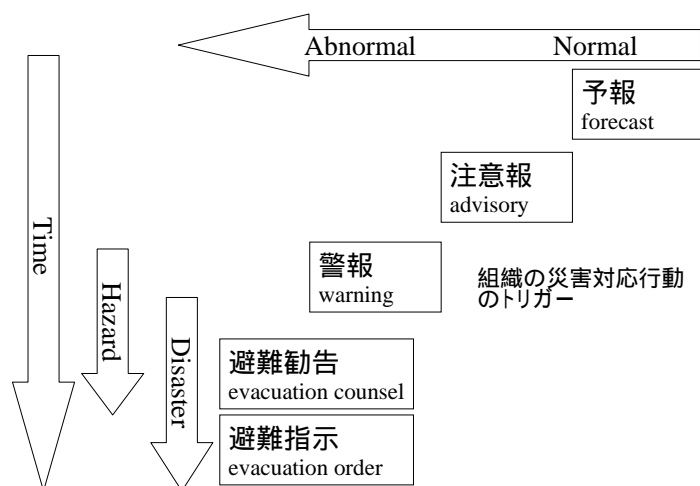 Abnormal
Normal
予報
forecast
注意報
advisory
警報
warning
組織の災害対応行動
のトリガー
避難勧告
evacuation counsel
避難指示
evacuation order
Time
Hazard
Disaster